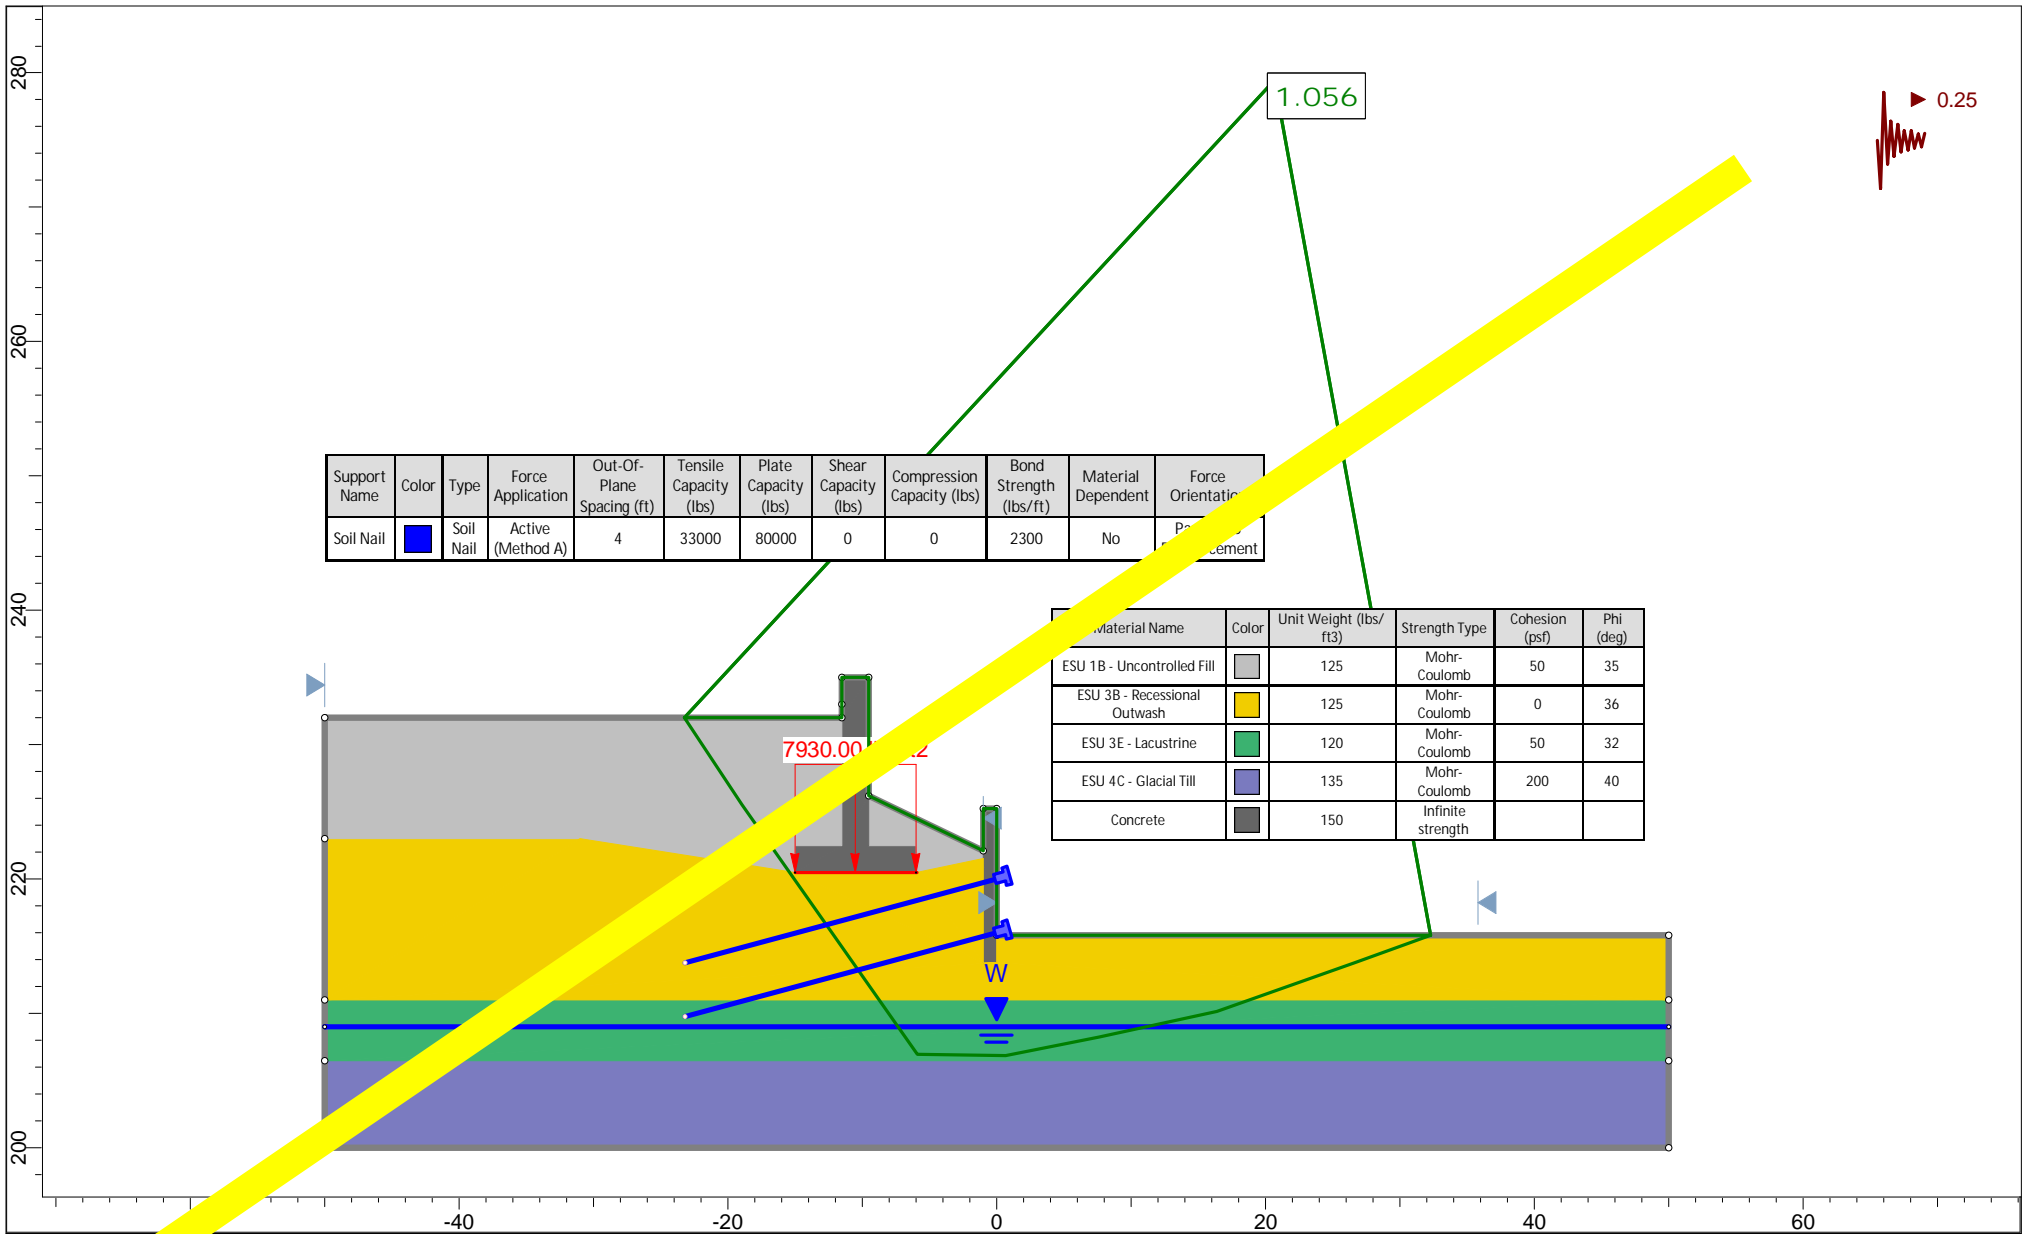 280
1.056
0.25
260
Support Name Color Type Force Application Out-Of-Plane Spacing (ft) Tensile Capacity (lbs) Plate Capacity (lbs) Shear Capacity (lbs) Compression Capacity (lbs) Bond Strength (lbs/ft) Material Dependent Force
Soil Nail Soil Nail Active (Method A) 4 33000 80000 0 0 2300 No
240
Material Name Color Unit Weight (lbs/ft3) Strength Type Cohesion (psf) Phi (deg)
ESU 1B - Uncontrolled Fill 125 Mohr-Coulomb 50 35
ESU 3B - Recessional Outwash 125 Mohr-Coulomb 0 36
ESU 3E - Lacustrine 120 Mohr-Coulomb 50 32
ESU 4C - Glacial Till 135 Mohr-Coulomb 200 40
Concrete 150 Infinite strength
7930.00
220
W
200
-40 -20 0 20 40 60